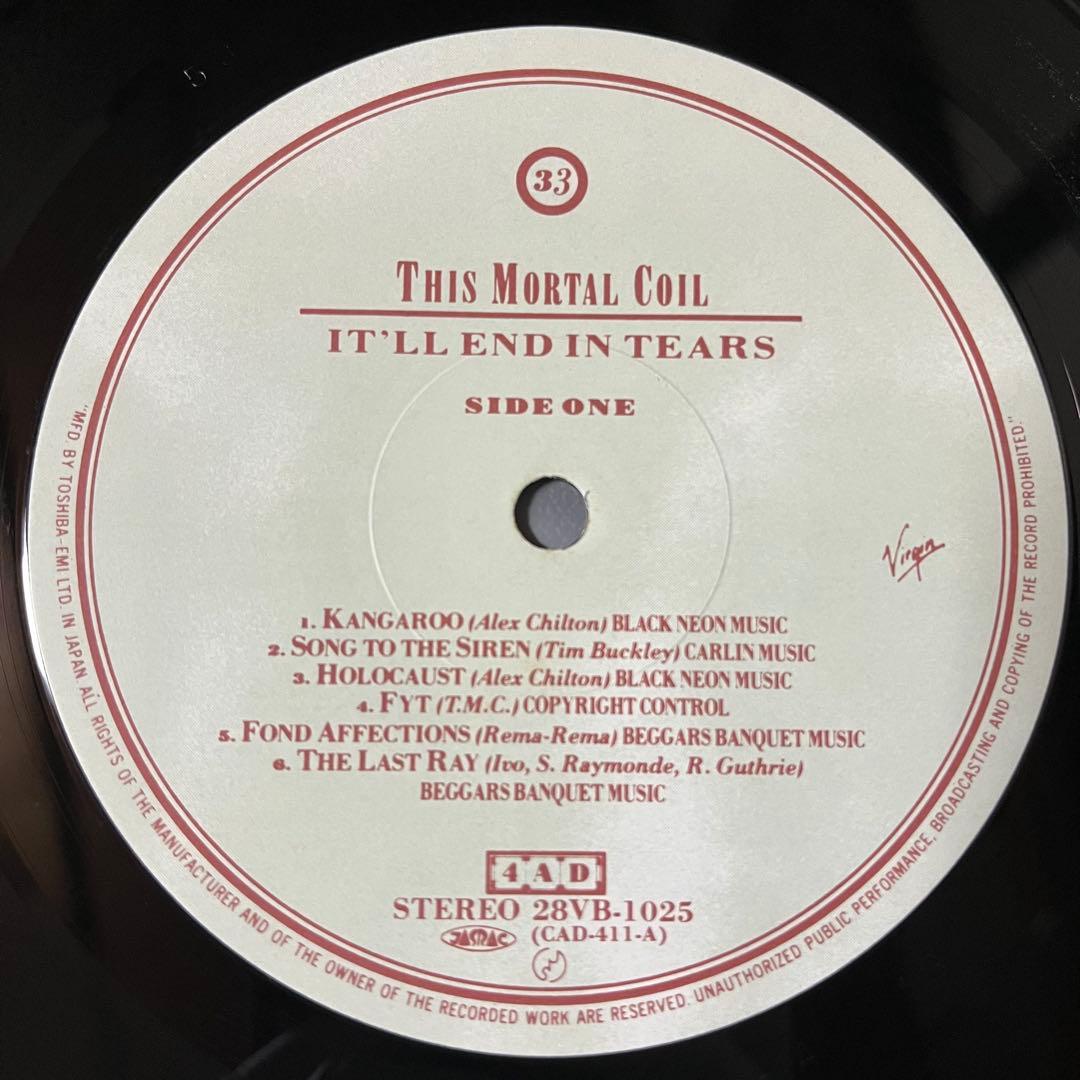 33
THIS MORTAL COIL
IT'LL END IN TEARS
SIDE ONE
Virgin
1. KANGAROO (Alex Chilton) BLACK NEON MUSIC
2. SONG TO THE SIREN (Tim Buckley) CARLIN MUSIC
3. HOLOCAUST (Alex Chilton) BLACK NEON MUSIC
4. FYT (T.M.C.) COPYRIGHT CONTROL
5. FOND AFFECTIONS (Rema-Rema) BEGGARS BANQUET MUSIC
6. THE LAST RAY (Ivo, S. Raymonde, R. Guthrie)
BEGGARS BANQUET MUSIC
4AD
STEREO 28VB-1025
JASRAC (CAD-411-A)
"MFD. BY TOSHIBA-EMI LTD. IN JAPAN ALL RIGHTS OF THE MANUFACTURER AND OF THE OWNER OF THE RECORDED WORK ARE RESERVED. UNAUTHORIZED PUBLIC PERFORMANCE, BROADCASTING AND COPYING OF THE RECORD PROHIBITED."